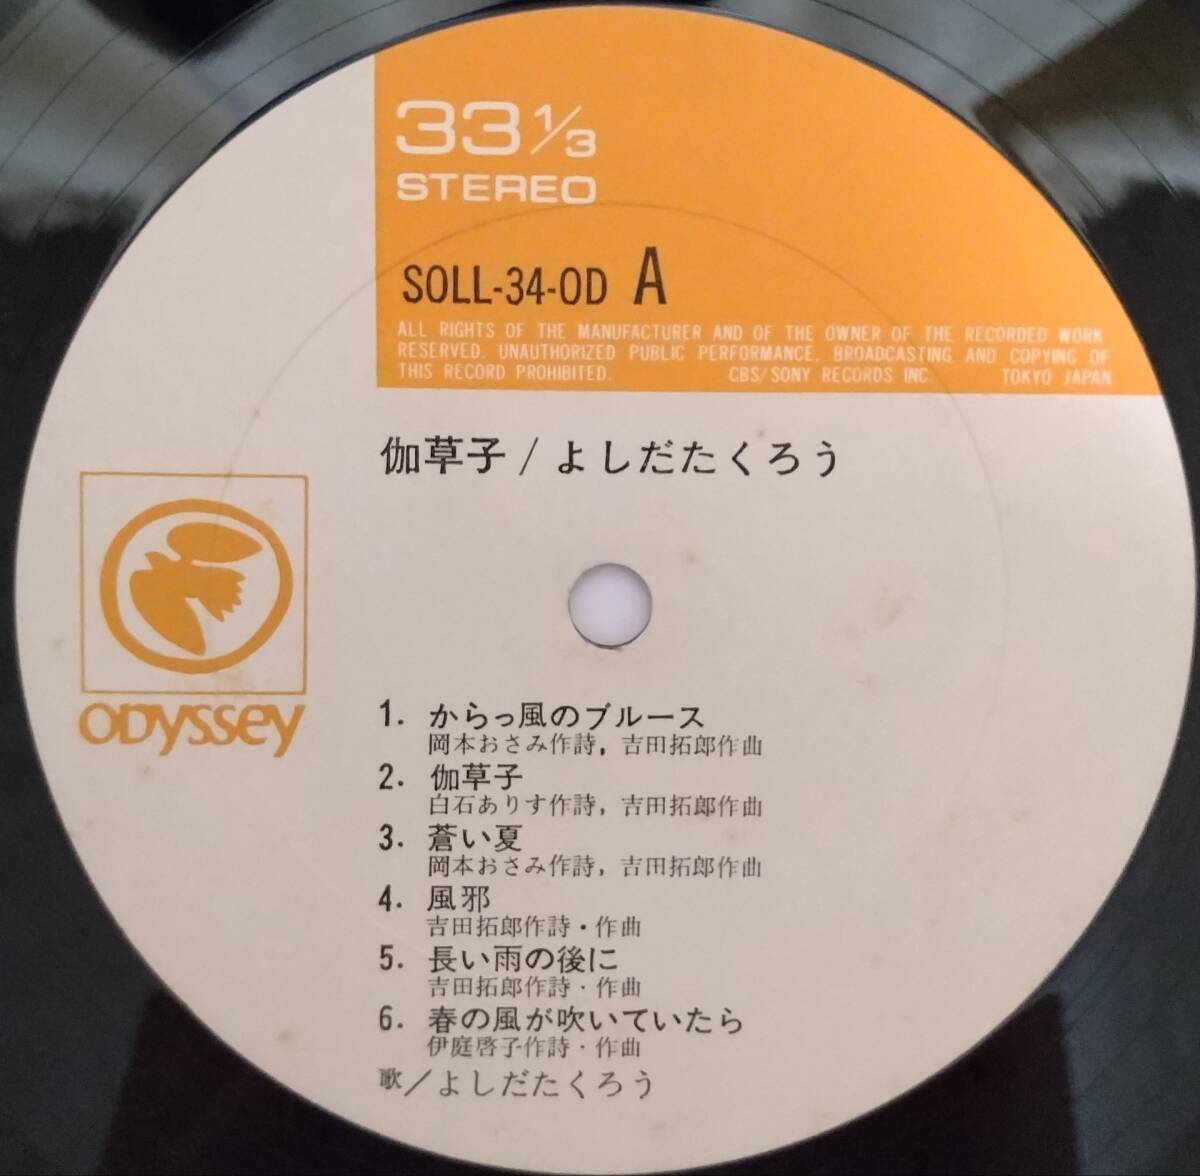 33 1/3
STEREO
SOLL-34-OD A
ALL RIGHTS OF THE MANUFACTURER AND OF THE OWNER OF THE RECORDED WORK
RESERVED. UNAUTHORIZED PUBLIC PERFORMANCE, BROADCASTING AND COPYING OF
THIS RECORD PROHIBITED. CBS/SONY RECORDS INC. TOKYO JAPAN.
伽草子/よしだたくろう
ODYSSEY
1. からっ風のブルース
岡本おさみ作詩, 吉田拓郎作曲
2. 伽草子
白石ありす作詩, 吉田拓郎作曲
3. 蒼い夏
岡本おさみ作詩, 吉田拓郎作曲
4. 風邪
吉田拓郎作詩・作曲
5. 長い雨の後に
吉田拓郎作詩・作曲
6. 春の風が吹いていたら
伊庭啓子作詩・作曲
歌/よしだたくろう